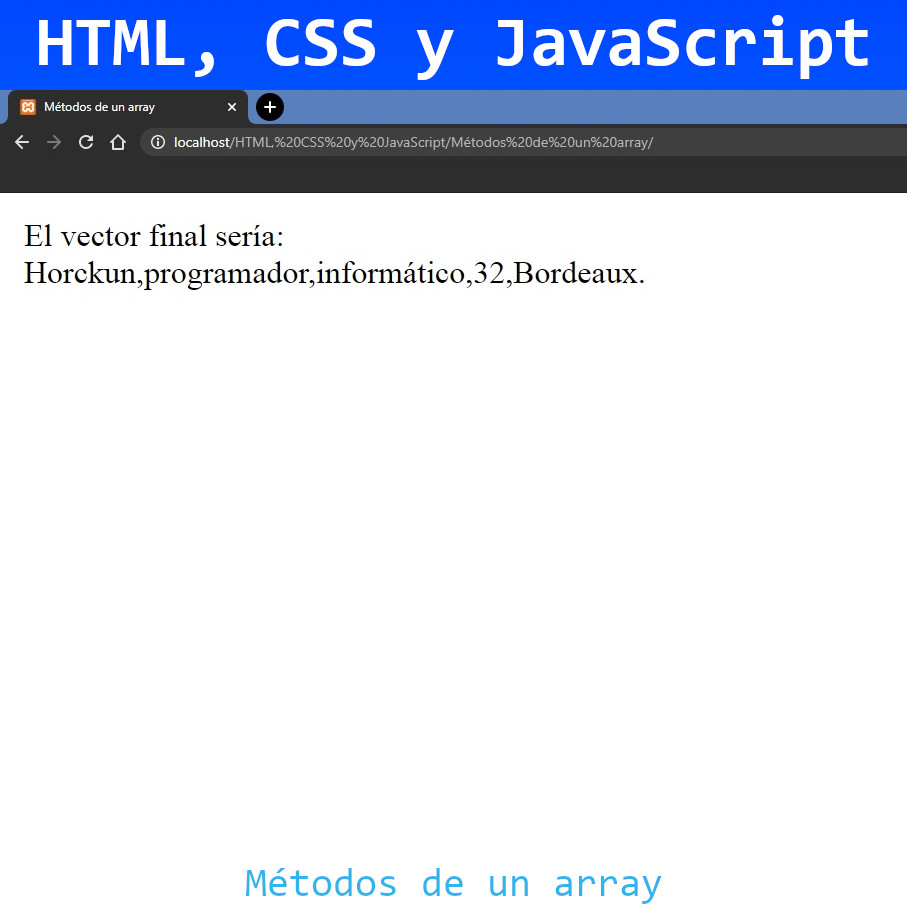 HTML, CSS y JavaScript
Métodos de un array
localhost/HTML,%20CSS%20y%20JavaScript/Métodos%20de%20un%20array/
El vector final sería:
Horckun,programador,informático,32,Bordeaux.
Métodos de un array